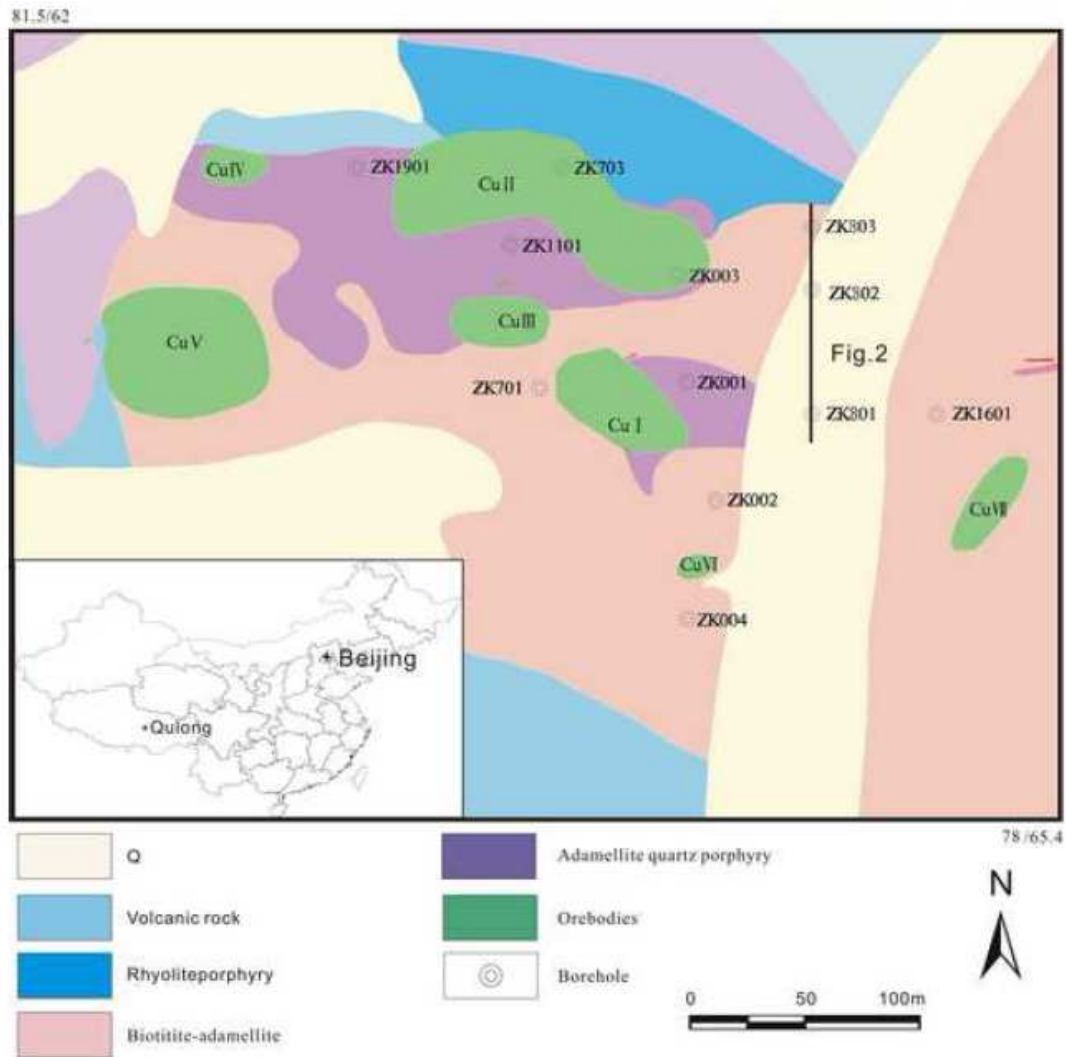 81.5/62
CuⅣ
ZK1901
CuⅡ
ZK703
ZK803
ZK1101
ZK003
ZK802
CuⅢ
CuⅤ
Fig.2
ZK701
ZK001
CuⅠ
ZK801
ZK1601
ZK002
CuⅦ
CuⅥ
ZK004
Beijing
Qulong
78/65.4
Q
Volcanic rock
Rhyoliteporphyry
Biotitite-adamellite
Adamellite quartz porphyry
Orebodies
Borehole
N
0 50 100m